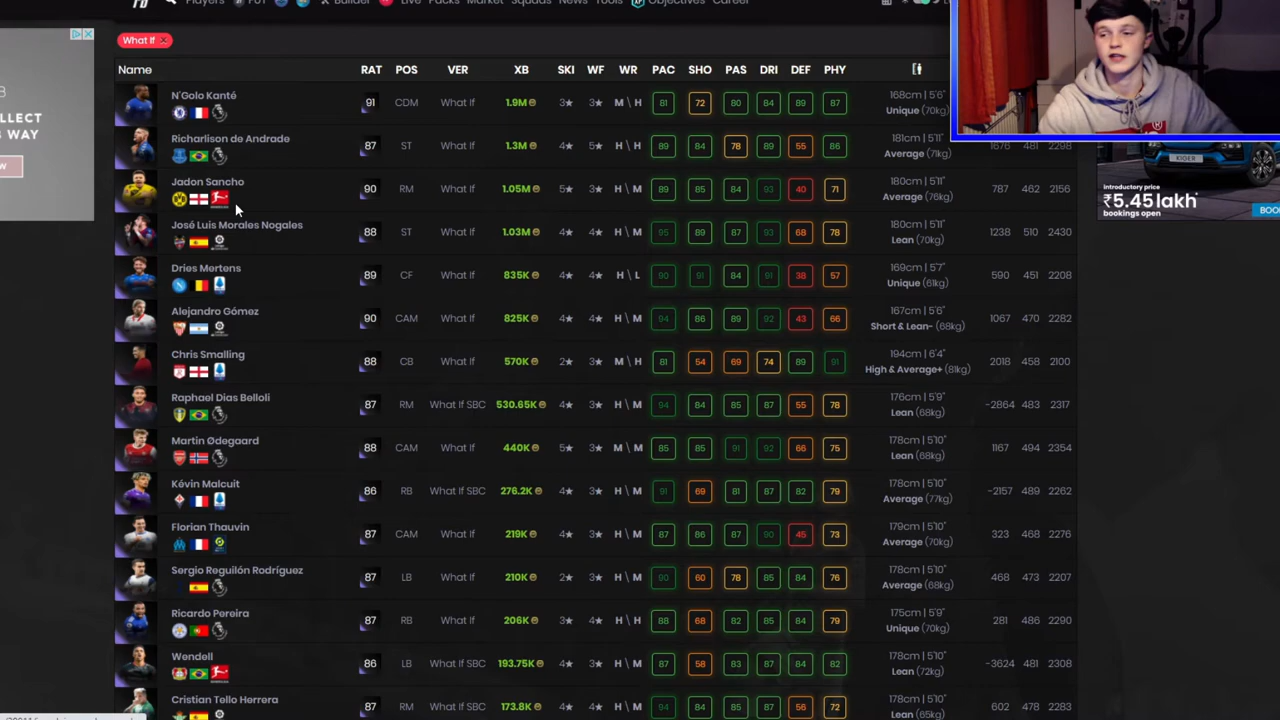 Players FUT Builder Live Packs Market Squads News Tools Objectives Career
What If ×
Name RAT POS VER XB SKI WF WR PAC SHO PAS DRI DEF PHY
N'Golo Kanté 91 CDM What If 1.9M 3★ 3★ M \ H 81 72 80 84 89 87 168cm | 5'6" Unique (70kg)
Richarlison de Andrade 87 ST What If 1.3M 4★ 5★ H \ H 89 84 78 89 55 86 181cm | 5'11" Average (71kg) 1676 481 2298
Jadon Sancho 90 RM What If 1.05M 5★ 3★ H \ M 89 85 84 93 40 71 180cm | 5'11" Average (76kg) 787 462 2156
José Luis Morales Nogales 88 ST What If 1.03M 4★ 4★ H \ M 95 89 87 93 68 78 180cm | 5'11" Lean (70kg) 1238 510 2430
Dries Mertens 89 CF What If 835K 4★ 4★ H \ L 90 91 84 91 38 57 169cm | 5'7" Unique (61kg) 590 451 2208
Alejandro Gómez 90 CAM What If 825K 4★ 4★ H \ M 94 86 89 92 43 66 167cm | 5'6" Short & Lean- (68kg) 1067 470 2282
Chris Smalling 88 CB What If 570K 2★ 3★ M \ H 81 54 69 74 89 91 194cm | 6'4" High & Average+ (81kg) 2018 458 2100
Raphael Dias Belloli 87 RM What If SBC 530.65K 4★ 3★ H \ M 94 84 85 87 55 78 176cm | 5'9" Lean (68kg) -2864 483 2317
Martin Ødegaard 88 CAM What If 440K 5★ 3★ H \ M 85 85 91 92 66 75 178cm | 5'10" Lean (68kg) 1167 494 2354
Kévin Malcuit 86 RB What If SBC 276.2K 4★ 3★ H \ M 91 69 81 87 82 79 178cm | 5'10" Average (77kg) -2157 489 2262
Florian Thauvin 87 CAM What If 219K 4★ 3★ H \ M 87 86 87 90 45 73 179cm | 5'10" Average (70kg) 323 468 2276
Sergio Reguilón Rodríguez 87 LB What If 210K 2★ 3★ H \ M 90 60 78 85 84 76 178cm | 5'10" Average (68kg) 468 473 2207
Ricardo Pereira 87 RB What If 206K 3★ 4★ H \ H 88 68 82 85 84 79 175cm | 5'9" Unique (70kg) 281 486 2290
Wendell 86 LB What If SBC 193.75K 4★ 3★ H \ M 87 58 83 87 84 82 178cm | 5'10" Lean (72kg) -3624 481 2308
Cristian Tello Herrera 87 RM What If SBC 173.8K 4★ 4★ H \ M 94 84 85 87 56 72 178cm | 5'10" Lean (65kg) 602 478 2283
LLECT
WAY
KIGER
introductory price
₹5.45 lakh
bookings open